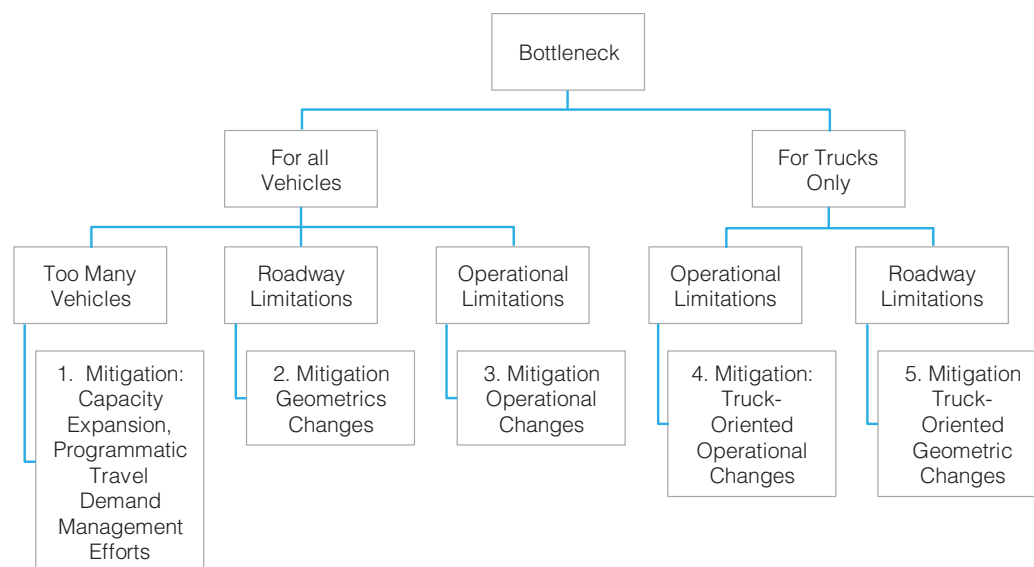 Bottleneck
For all
Vehicles
For Trucks
Only
Too Many
Vehicles
Roadway
Limitations
Operational
Limitations
Operational
Limitations
Roadway
Limitations
1. Mitigation:
Capacity
Expansion,
Programmatic
Travel
Demand
Management
Efforts
2. Mitigation
Geometrics
Changes
3. Mitigation
Operational
Changes
4. Mitigation:
Truck-
Oriented
Operational
Changes
5. Mitigation
Truck-
Oriented
Geometric
Changes